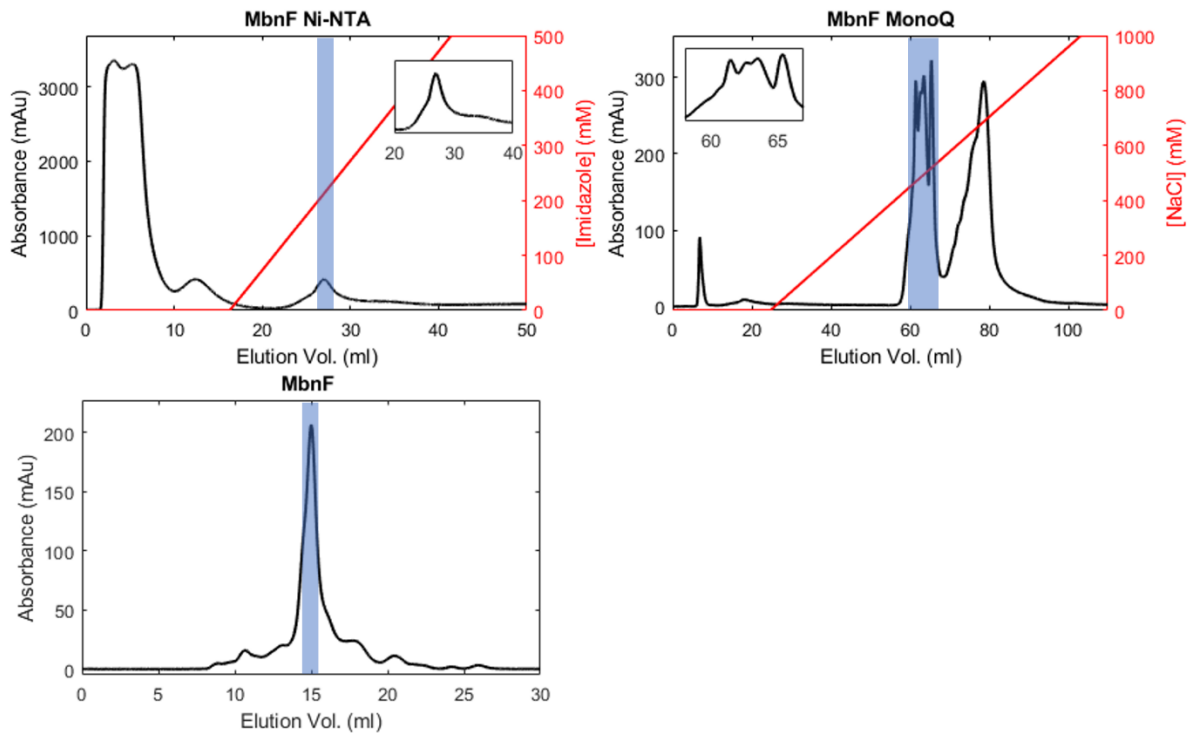 MbnF Ni-NTA
Absorbance (mAu)
3000
2000
1000
0
0 10 20 30 40 50
Elution Vol. (ml)
500
400
300
200
100
0
[Imidazole] (mM)
20 30 40
MbnF MonoQ
Absorbance (mAu)
300
200
100
0
0 20 40 60 80 100
Elution Vol. (ml)
1000
800
600
400
200
0
[NaCl] (mM)
60 65
MbnF
Absorbance (mAu)
200
150
100
50
0
0 5 10 15 20 25 30
Elution Vol. (ml)